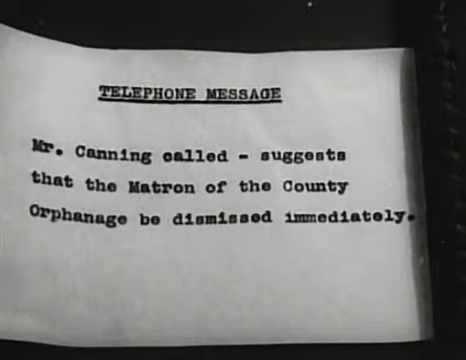 TELEPHONE MESSAGE
Mr. Canning called - suggests
that the Matron of the County
Orphanage be dismissed immediately.